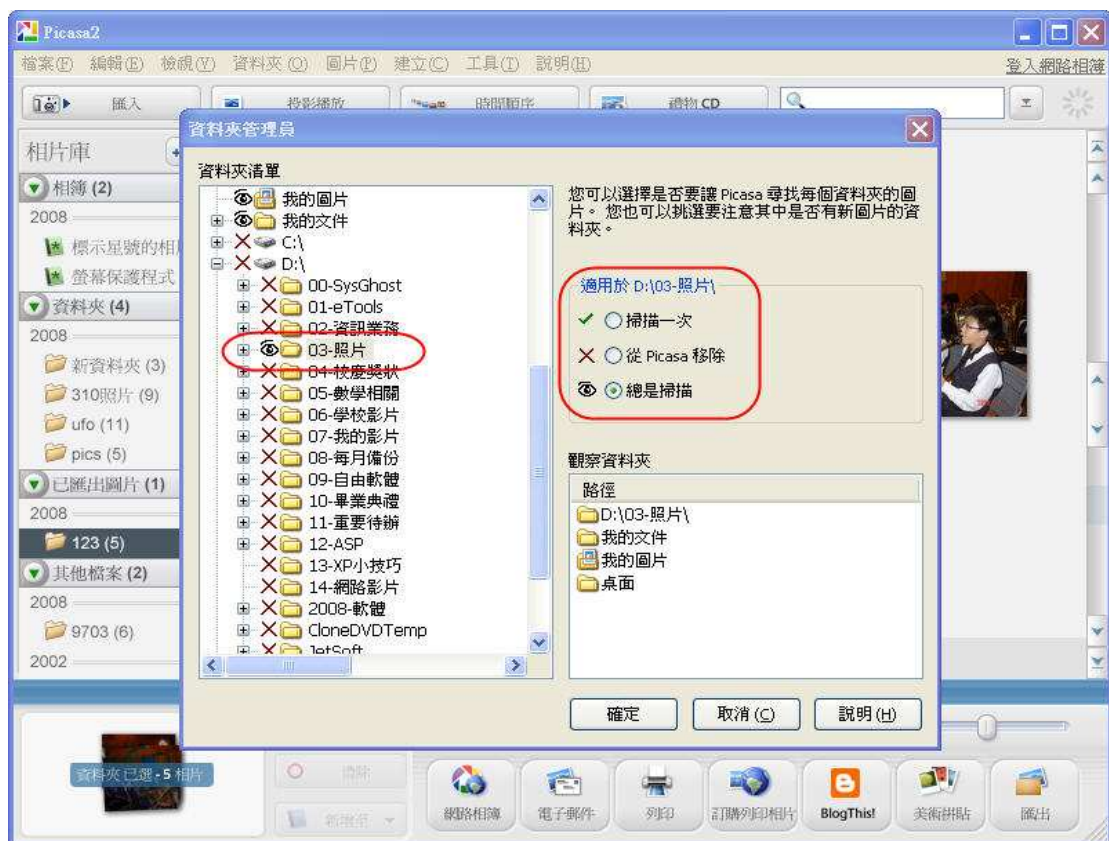 Picasa2
檔案(F) 編輯(E) 檢視(V) 資料夾(O) 圖片(P) 建立(C) 工具(T) 說明(H) 登入網路相簿
匯入 投影播放 時間順序 禮物 CD
相片庫
相簿 (2)
2008
標示星號的相
螢幕保護程式
資料夾 (4)
2008
新資料夾 (3)
310照片 (9)
ufo (11)
pics (5)
已匯出圖片 (1)
2008
123 (5)
其他檔案 (2)
2008
9703 (6)
2002
資料夾管理員
資料夾清單
我的圖片
我的文件
C:\
D:\
00-SysGhost
01-eTools
02-資訊業務
03-照片
04-校慶獎狀
05-數學相關
06-學校影片
07-我的影片
08-每月備份
09-自由軟體
10-畢業典禮
11-重要待辦
12-ASP
13-XP小技巧
14-網路影片
2008-軟體
CloneDVDTemp
JetSoft
您可以選擇是否要讓 Picasa 尋找每個資料夾的圖
片。 您也可以挑選要注意其中是否有新圖片的資
料夾。
適用於 D:\03-照片\
掃描一次
從 Picasa 移除
總是掃描
觀察資料夾
路徑
D:\03-照片\
我的文件
我的圖片
桌面
確定 取消(C) 說明(H)
資料夾已選 - 5 相片
清除
網路相簿 電子郵件 列印 訂購列印相片 BlogThis! 美術拼貼 匯出